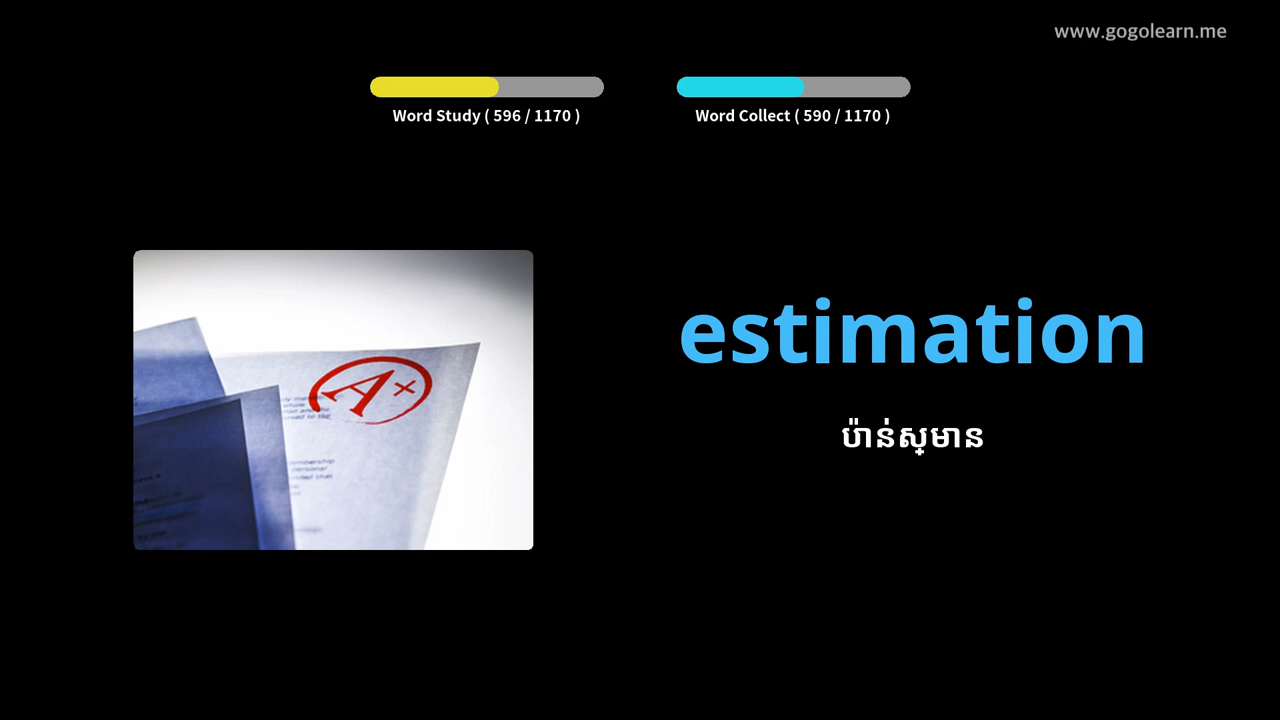 www.gogolearn.me
Word Study ( 596 / 1170 )
Word Collect ( 590 / 1170 )
estimation
ប៉ាន់ស្មាន
A+